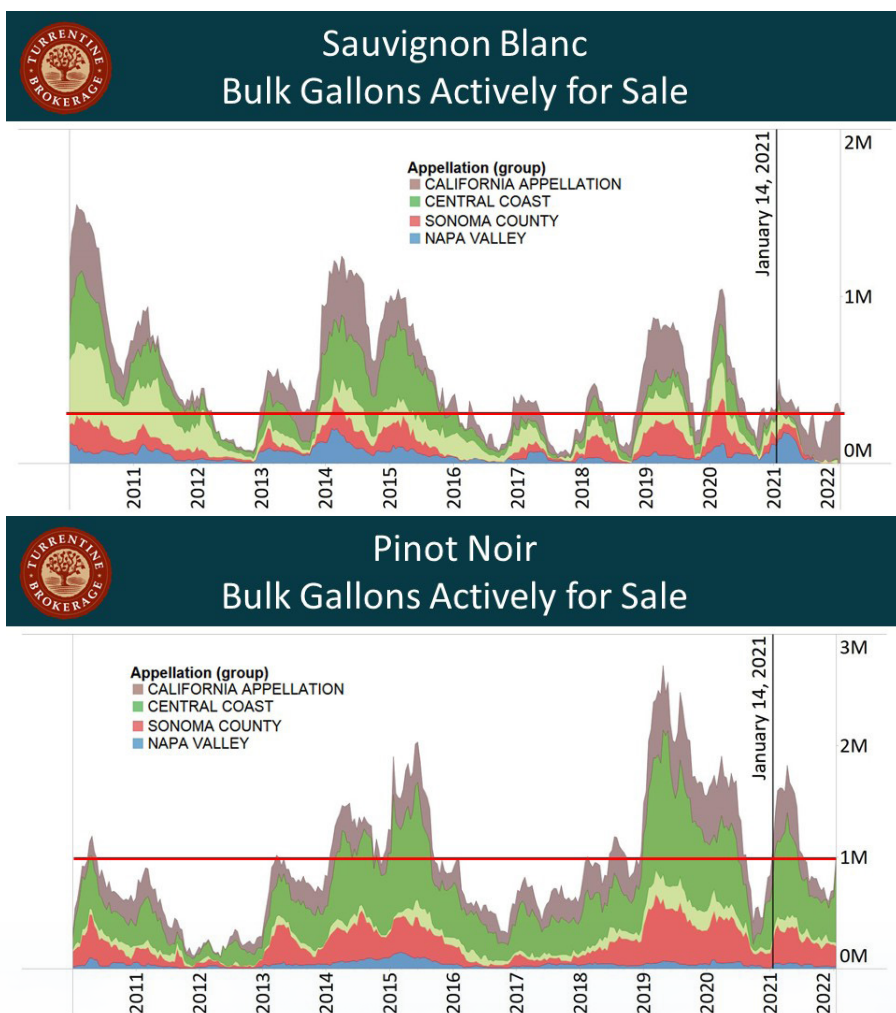 TURRENTINE
BROKERAGE
Sauvignon Blanc
Bulk Gallons Actively for Sale
Appellation (group)
CALIFORNIA APPELLATION
CENTRAL COAST
SONOMA COUNTY
NAPA VALLEY
January 14, 2021
2M
1M
0M
2011
2012
2013
2014
2015
2016
2017
2018
2019
2020
2021
2022
TURRENTINE
BROKERAGE
Pinot Noir
Bulk Gallons Actively for Sale
Appellation (group)
CALIFORNIA APPELLATION
CENTRAL COAST
SONOMA COUNTY
NAPA VALLEY
January 14, 2021
3M
2M
1M
0M
2011
2012
2013
2014
2015
2016
2017
2018
2019
2020
2021
2022